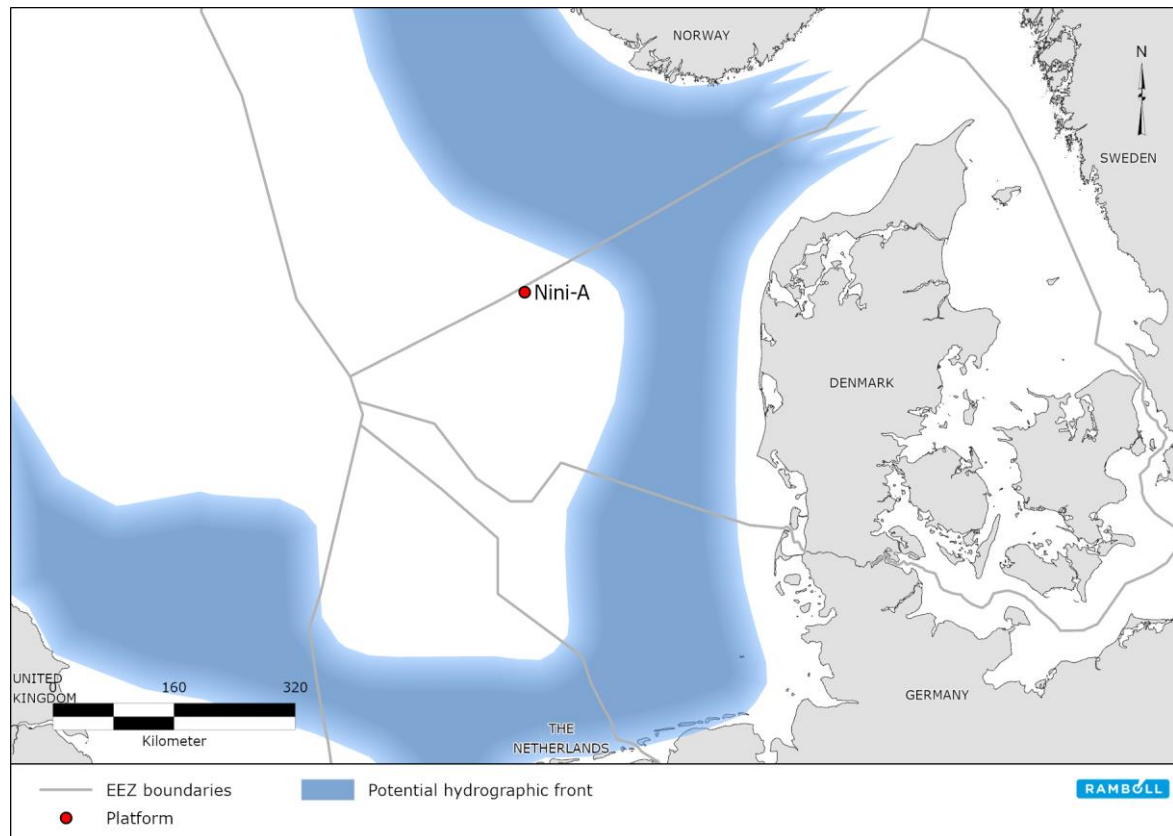 NORWAY
N
SWEDEN
Nini-A
DENMARK
UNITED
KINGDOM
0 160 320
Kilometer
THE
NETHERLANDS
GERMANY
EEZ boundaries
Potential hydrographic front
Platform
RAMBOLL